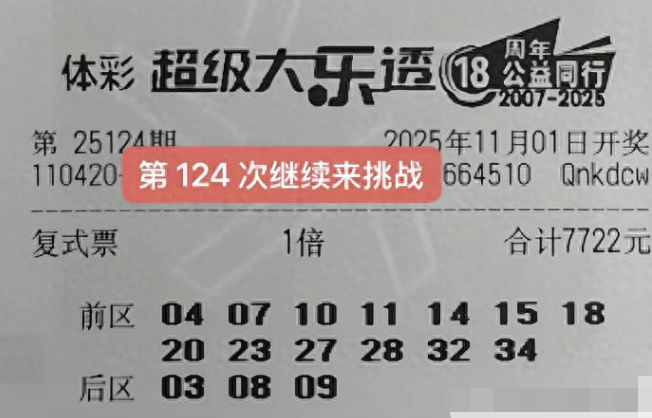 体彩 超级大乐透 18 周年 公益同行 2007-2025
第 25124期 2025年11月01日开奖
110420- 第 124 次继续来挑战 664510 Qnkdcw
复式票 1倍 合计7722元
前区 04 07 10 11 14 15 18
20 23 27 28 32 34
后区 03 08 09